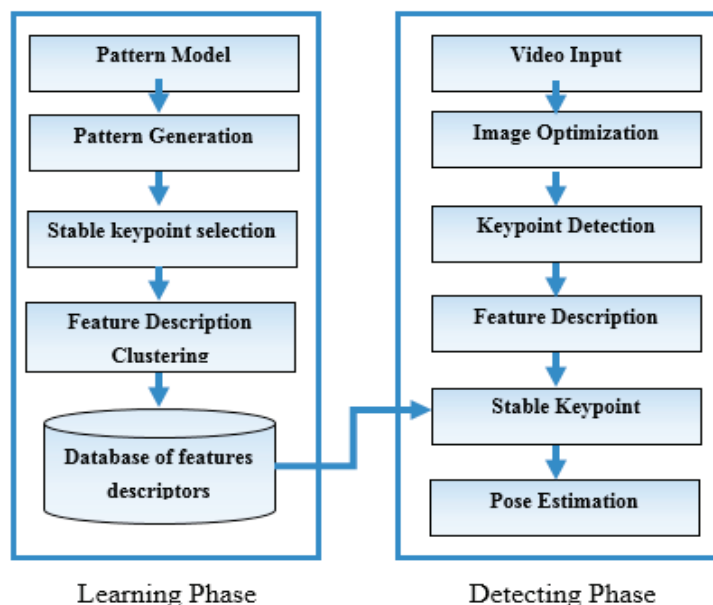 Pattern Model
Pattern Generation
Stable keypoint selection
Feature Description
Clustering
Database of features
descriptors
Learning Phase
Video Input
Image Optimization
Keypoint Detection
Feature Description
Stable Keypoint
Pose Estimation
Detecting Phase